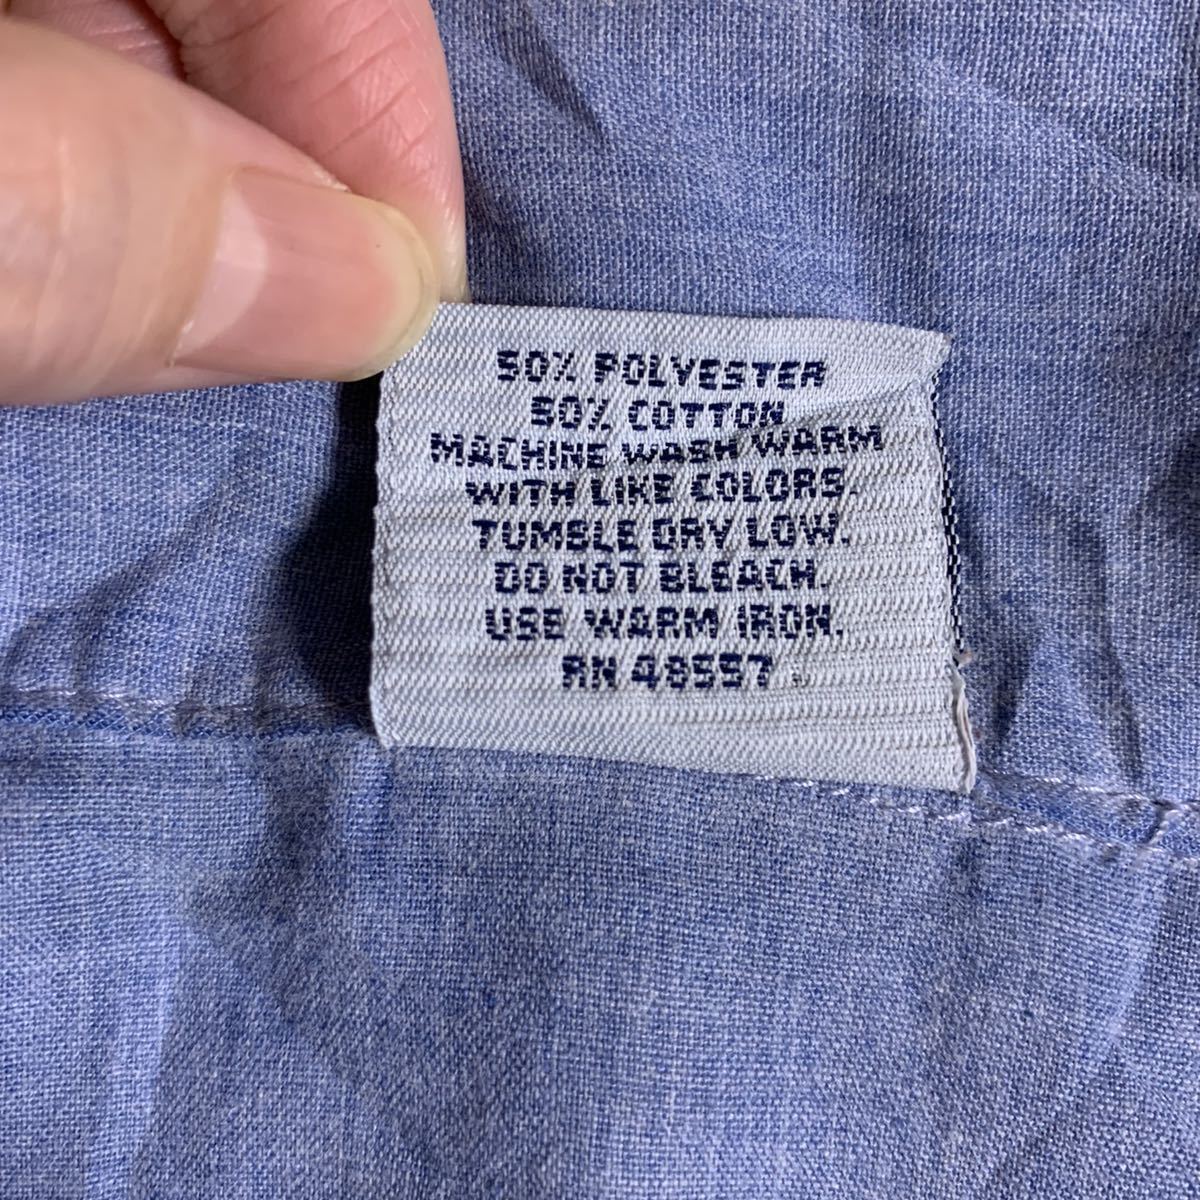 50% POLYESTER
50% COTTON
MACHINE WASH WARM
WITH LIKE COLORS.
TUMBLE DRY LOW.
DO NOT BLEACH.
USE WARM IRON.
RN 48557